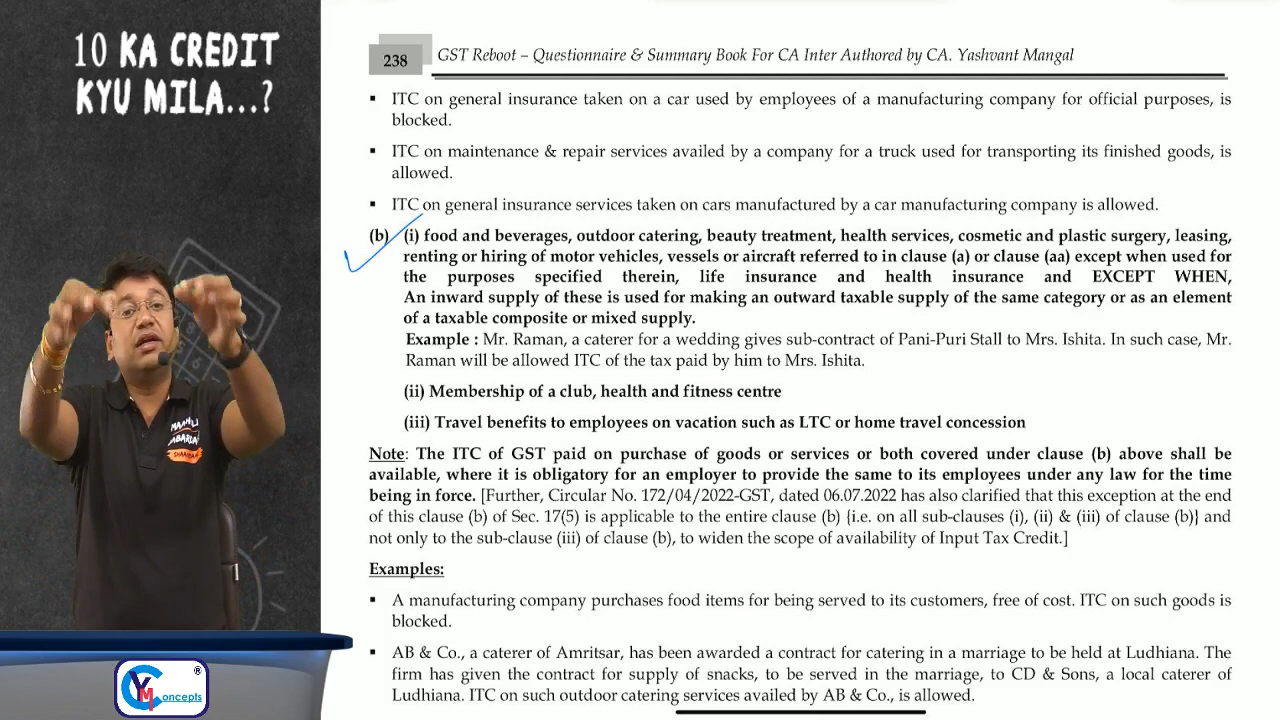 10 KA CREDIT
KYU MILA...?
238
GST Reboot – Questionnaire & Summary Book For CA Inter Authored by CA. Yashvant Mangal
▪ ITC on general insurance taken on a car used by employees of a manufacturing company for official purposes, is
blocked.
▪ ITC on maintenance & repair services availed by a company for a truck used for transporting its finished goods, is
allowed.
▪ ITC on general insurance services taken on cars manufactured by a car manufacturing company is allowed.
(b) (i) food and beverages, outdoor catering, beauty treatment, health services, cosmetic and plastic surgery, leasing,
renting or hiring of motor vehicles, vessels or aircraft referred to in clause (a) or clause (aa) except when used for
the purposes specified therein, life insurance and health insurance and EXCEPT WHEN,
An inward supply of these is used for making an outward taxable supply of the same category or as an element
of a taxable composite or mixed supply.
Example : Mr. Raman, a caterer for a wedding gives sub-contract of Pani-Puri Stall to Mrs. Ishita. In such case, Mr.
Raman will be allowed ITC of the tax paid by him to Mrs. Ishita.
(ii) Membership of a club, health and fitness centre
(iii) Travel benefits to employees on vacation such as LTC or home travel concession
Note: The ITC of GST paid on purchase of goods or services or both covered under clause (b) above shall be
available, where it is obligatory for an employer to provide the same to its employees under any law for the time
being in force. [Further, Circular No. 172/04/2022-GST, dated 06.07.2022 has also clarified that this exception at the end
of this clause (b) of Sec. 17(5) is applicable to the entire clause (b) {i.e. on all sub-clauses (i), (ii) & (iii) of clause (b)} and
not only to the sub-clause (iii) of clause (b), to widen the scope of availability of Input Tax Credit.]
Examples:
▪ A manufacturing company purchases food items for being served to its customers, free of cost. ITC on such goods is
blocked.
▪ AB & Co., a caterer of Amritsar, has been awarded a contract for catering in a marriage to be held at Ludhiana. The
firm has given the contract for supply of snacks, to be served in the marriage, to CD & Sons, a local caterer of
Ludhiana. ITC on such outdoor catering services availed by AB & Co., is allowed.
YM Concepts ®